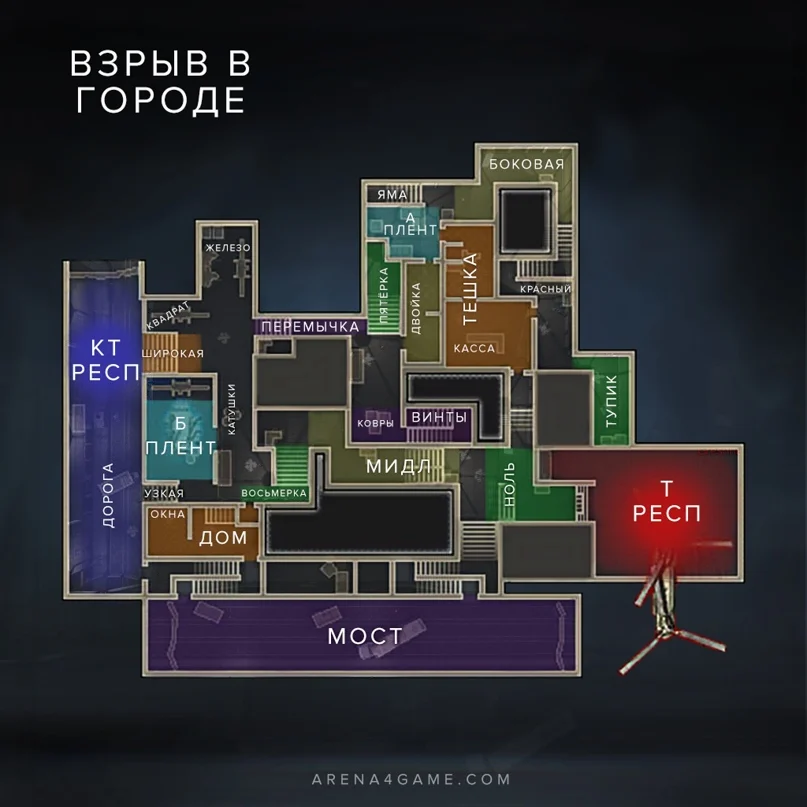 ВЗРЫВ В
ГОРОДЕ
БОКОВАЯ
ЯМА
А
ПЛЕНТ
ЖЕЛЕЗО
ТЕШКА
ПЯТЁРКА
ДВОЙКА
КРАСНЫЙ
КВАДРАТ
ПЕРЕМЫЧКА
КТ
РЕСП
ШИРОКАЯ
КАССА
КАТУШКИ
ТУПИК
Б
ПЛЕНТ
КОВРЫ
ВИНТЫ
МИДЛ
ДОРОГА
УЗКАЯ
ВОСЬМЕРКА
НОЛЬ
Т
РЕСП
ОКНА
ДОМ
МОСТ
ARENA4GAME.COM